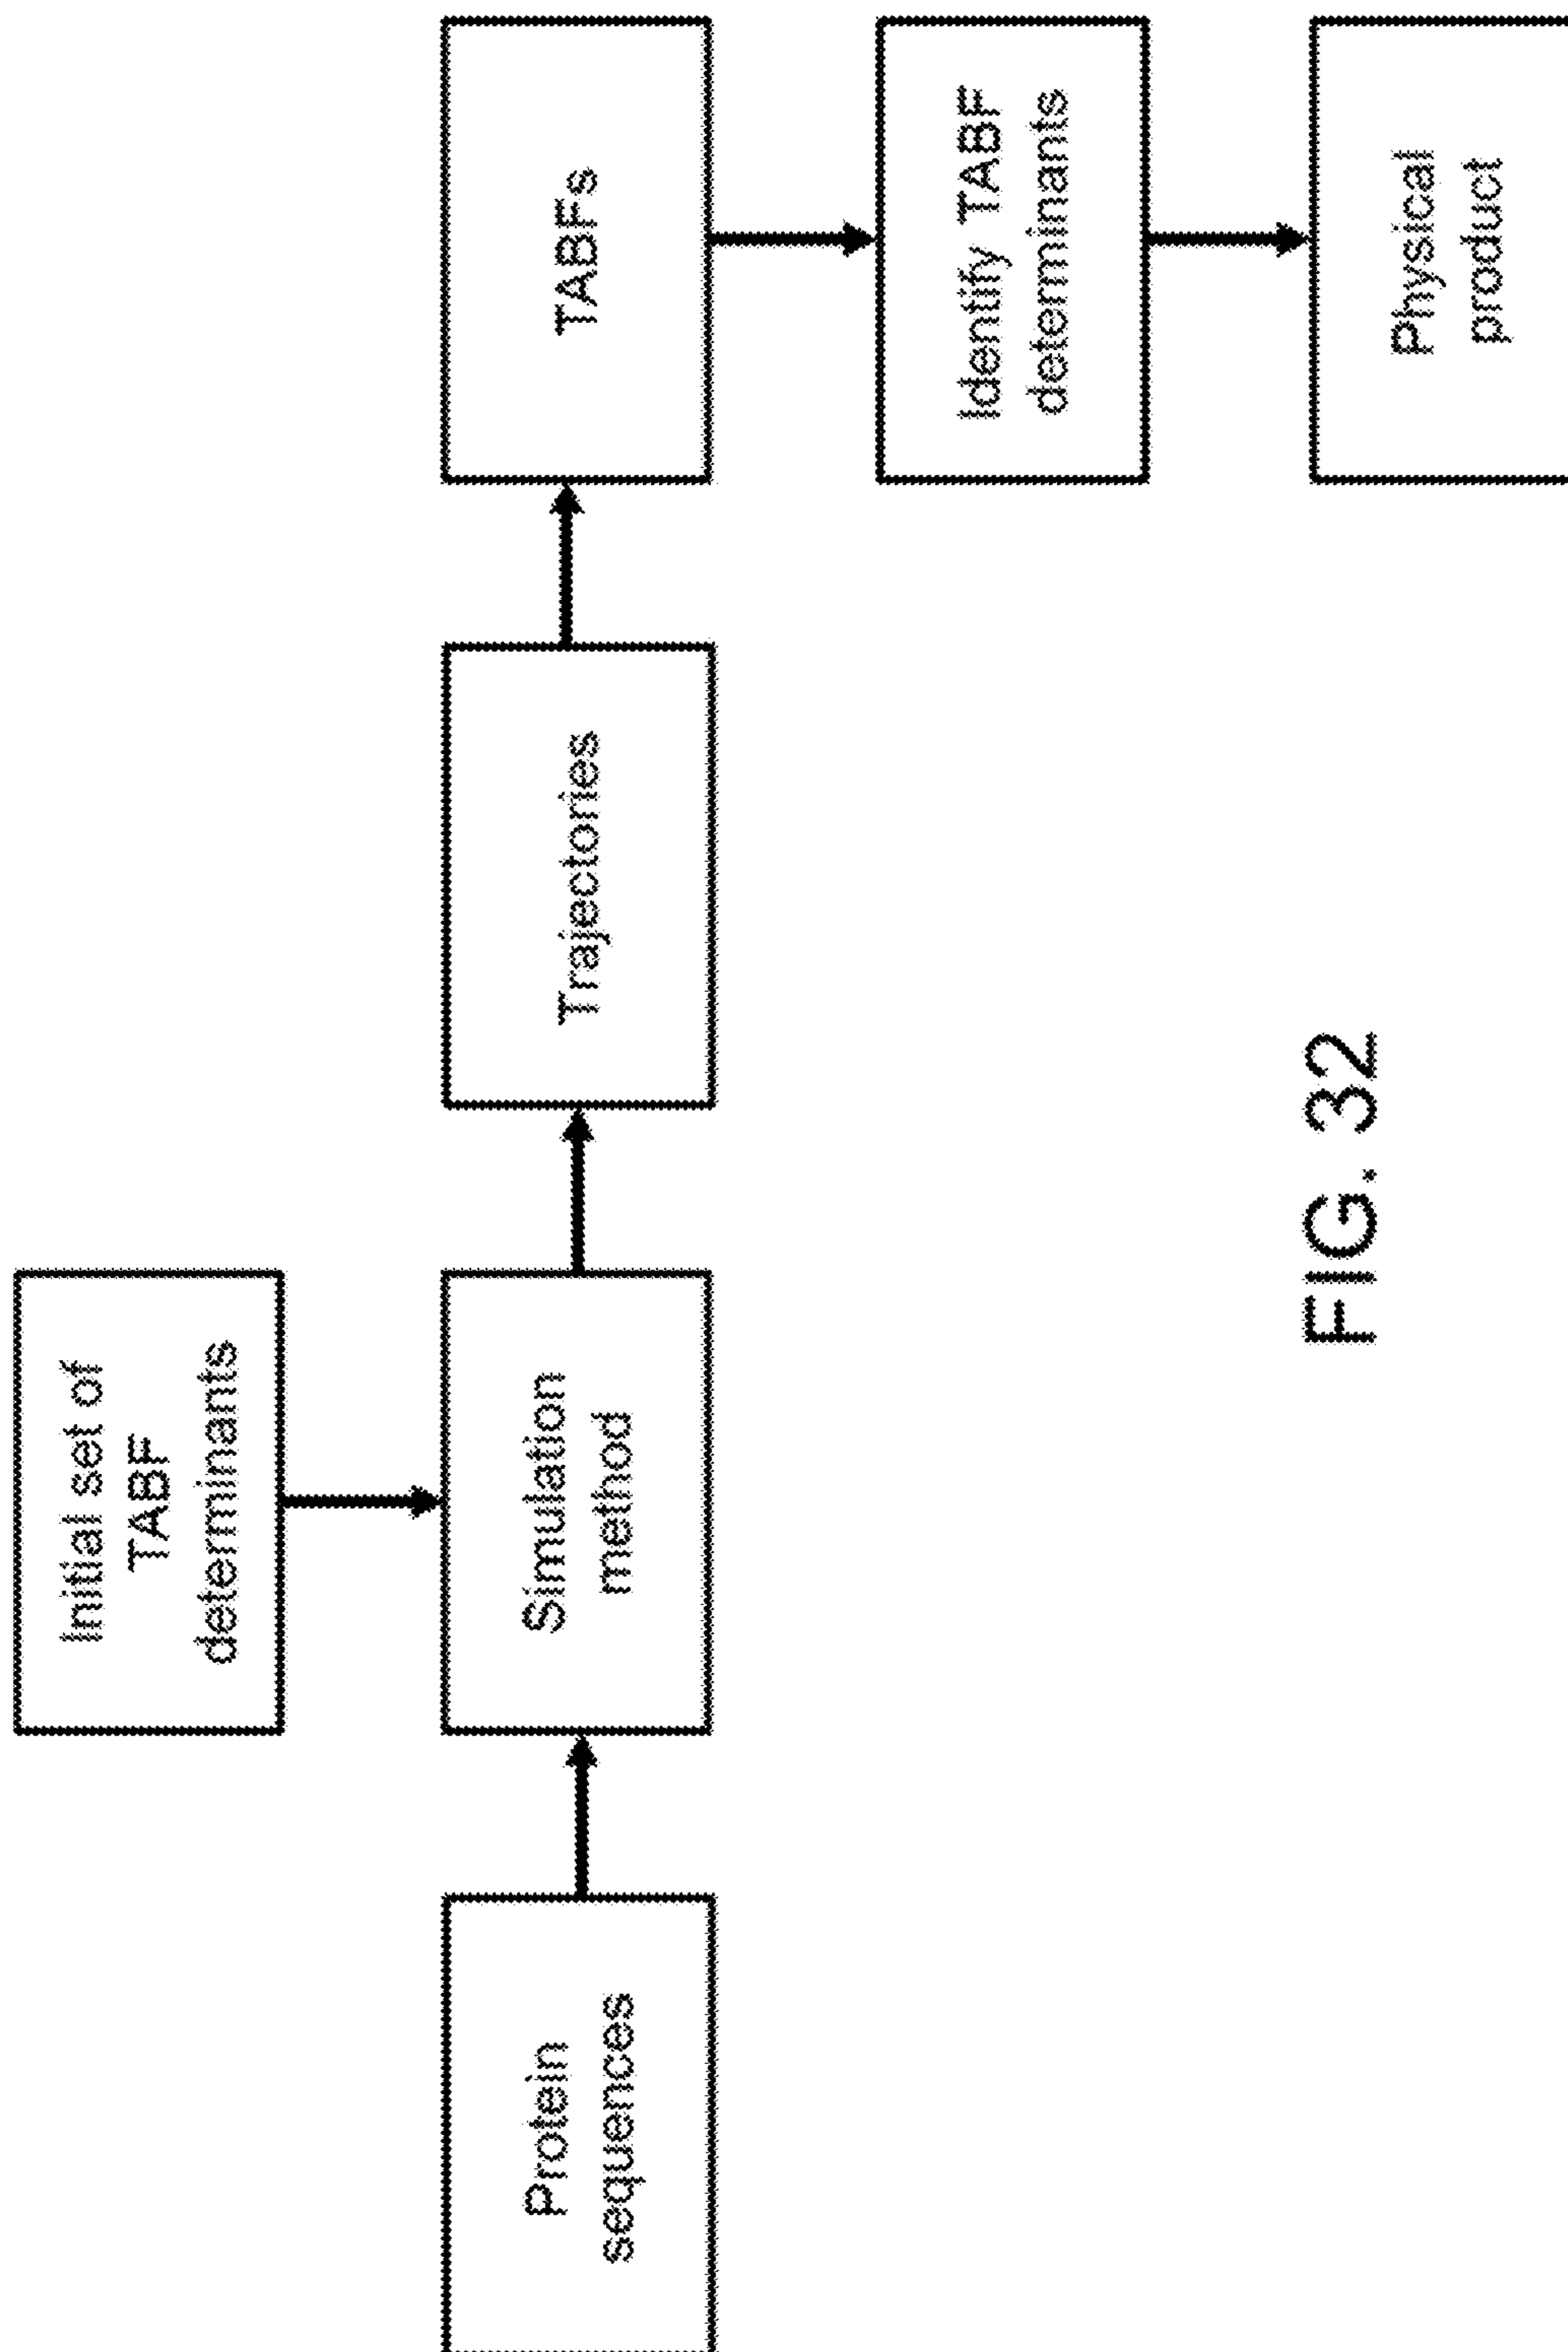 Initial set of
TABF
determinants
Protein
sequences
Simulation
method
Trajectories
TABFs
Identify TABF
determinants
Physical
product
FIG. 32